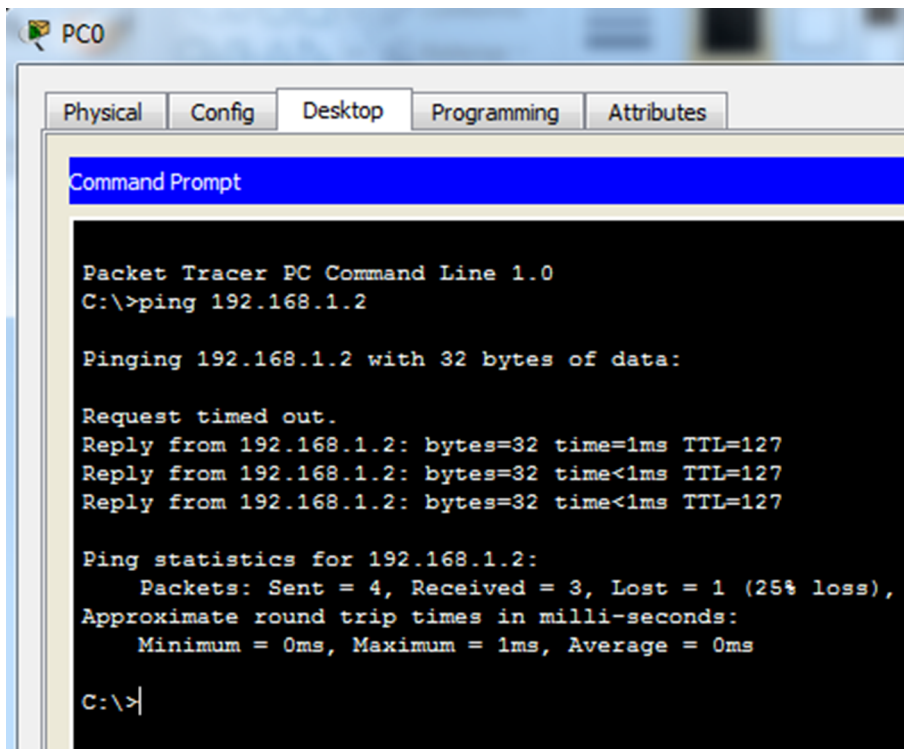 PC0
Physical Config Desktop Programming Attributes
Command Prompt
Packet Tracer PC Command Line 1.0
C:\>ping 192.168.1.2
Pinging 192.168.1.2 with 32 bytes of data:
Request timed out.
Reply from 192.168.1.2: bytes=32 time=1ms TTL=127
Reply from 192.168.1.2: bytes=32 time<1ms TTL=127
Reply from 192.168.1.2: bytes=32 time<1ms TTL=127
Ping statistics for 192.168.1.2:
Packets: Sent = 4, Received = 3, Lost = 1 (25% loss),
Approximate round trip times in milli-seconds:
Minimum = 0ms, Maximum = 1ms, Average = 0ms
C:\>